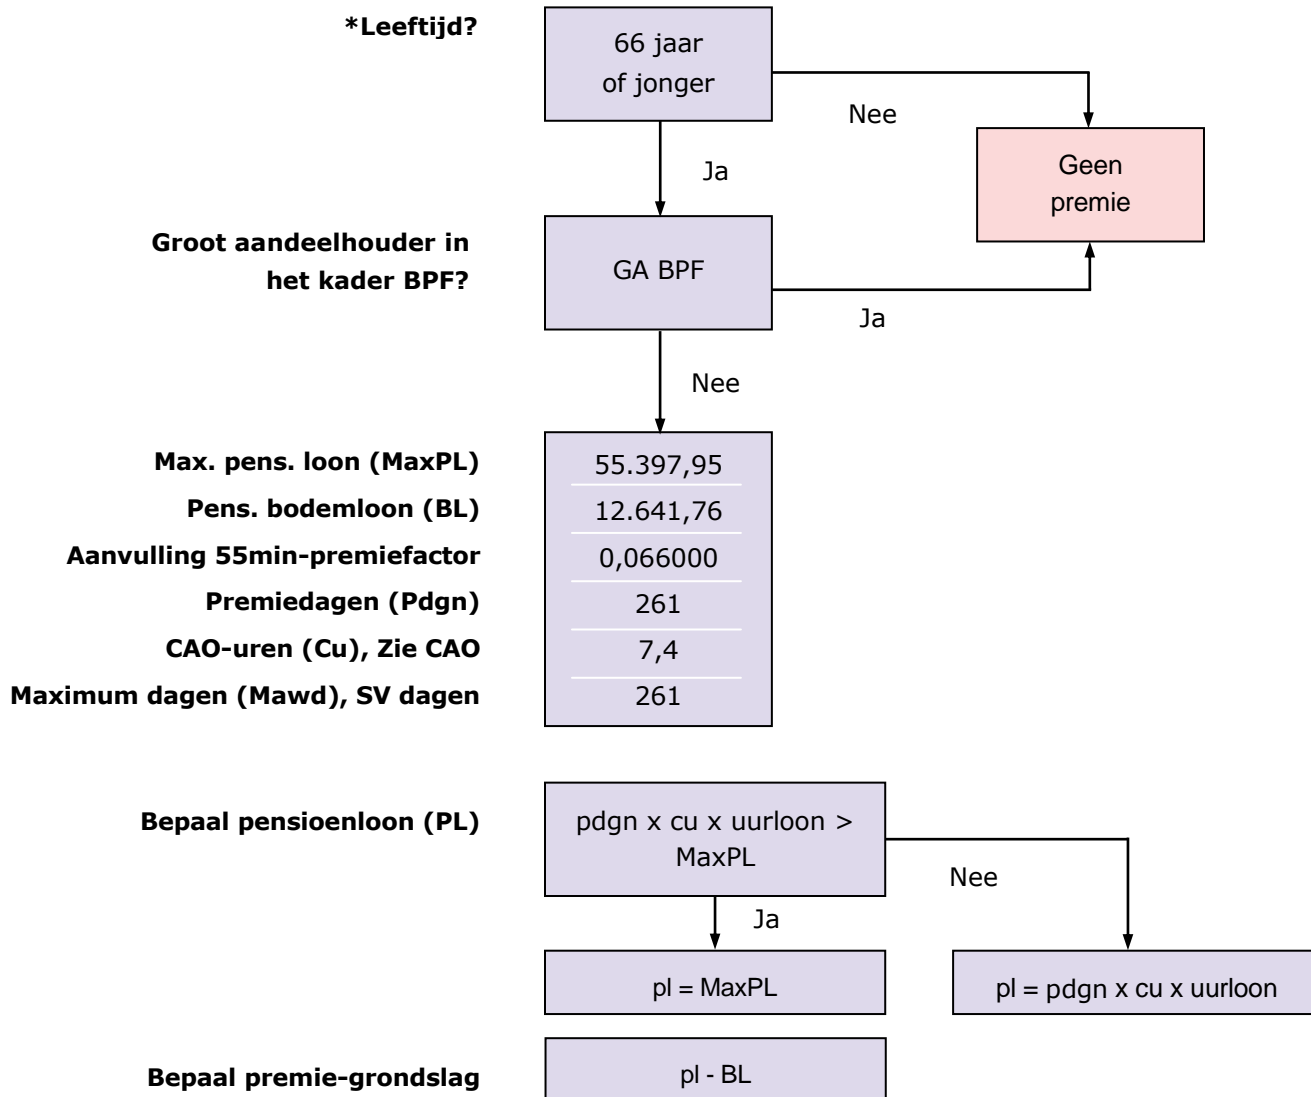 *Leeftijd?
66 jaar
of jonger
Nee
Geen
premie
Ja
Groot aandeelhouder in
het kader BPF?
GA BPF
Ja
Nee
Max. pens. loon (MaxPL)
55.397,95
Pens. bodemloon (BL)
12.641,76
Aanvulling 55min-premiefactor
0,066000
Premiedagen (Pdgn)
261
CAO-uren (Cu), Zie CAO
7,4
Maximum dagen (Mawd), SV dagen
261
Bepaal pensioenloon (PL)
pdgn x cu x uurloon >
MaxPL
Nee
Ja
pl = MaxPL
pl = pdgn x cu x uurloon
Bepaal premie-grondslag
pl - BL